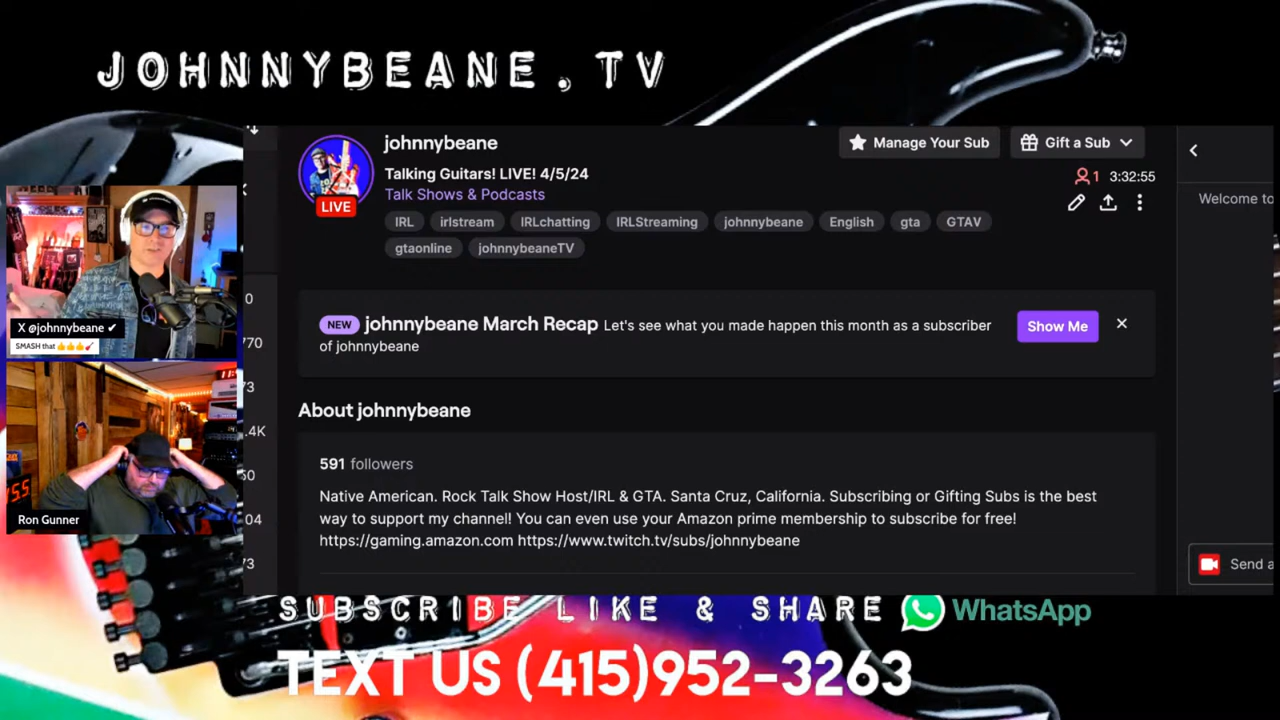 JOHNNYBEANE.TV
johnnybeane
Manage Your Sub
Gift a Sub
Talking Guitars! LIVE! 4/5/24
1 3:32:55
Talk Shows & Podcasts
LIVE
Welcome to
IRL irlstream IRLchatting IRLStreaming johnnybeane English gta GTAV
gtaonline johnnybeaneTV
0
NEW johnnybeane March Recap Let's see what you made happen this month as a subscriber
of johnnybeane
Show Me
X @johnnybeane ✔
SMASH that 👍👍👍🎸
770
73
About johnnybeane
.4K
591 followers
Native American. Rock Talk Show Host/IRL & GTA. Santa Cruz, California. Subscribing or Gifting Subs is the best
way to support my channel! You can even use your Amazon prime membership to subscribe for free!
https://gaming.amazon.com https://www.twitch.tv/subs/johnnybeane
04
Ron Gunner
Send a
SUBSCRIBE LIKE & SHARE WhatsApp
TEXT US (415)952-3263